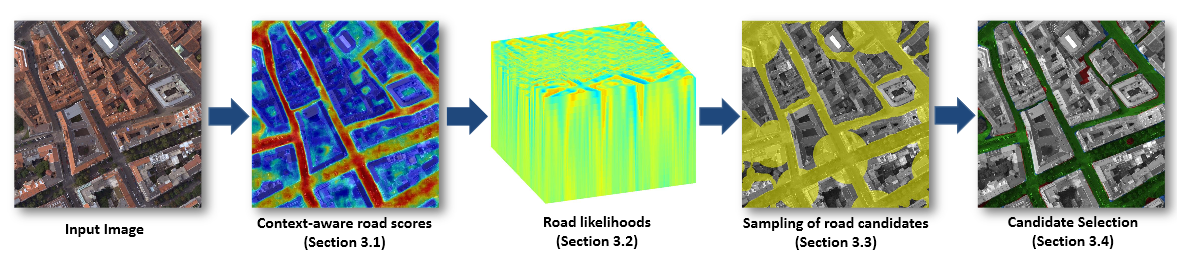 Input Image
Context-aware road scores
(Section 3.1)
Road likelihoods
(Section 3.2)
Sampling of road candidates
(Section 3.3)
Candidate Selection
(Section 3.4)